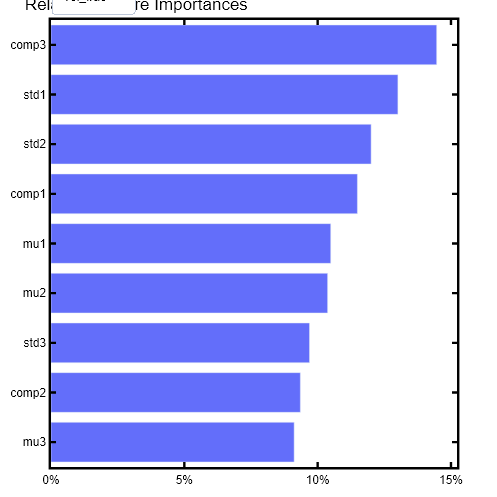 Rela re Importances
comp3
std1
std2
comp1
mu1
mu2
std3
comp2
mu3
0% 5% 10% 15%